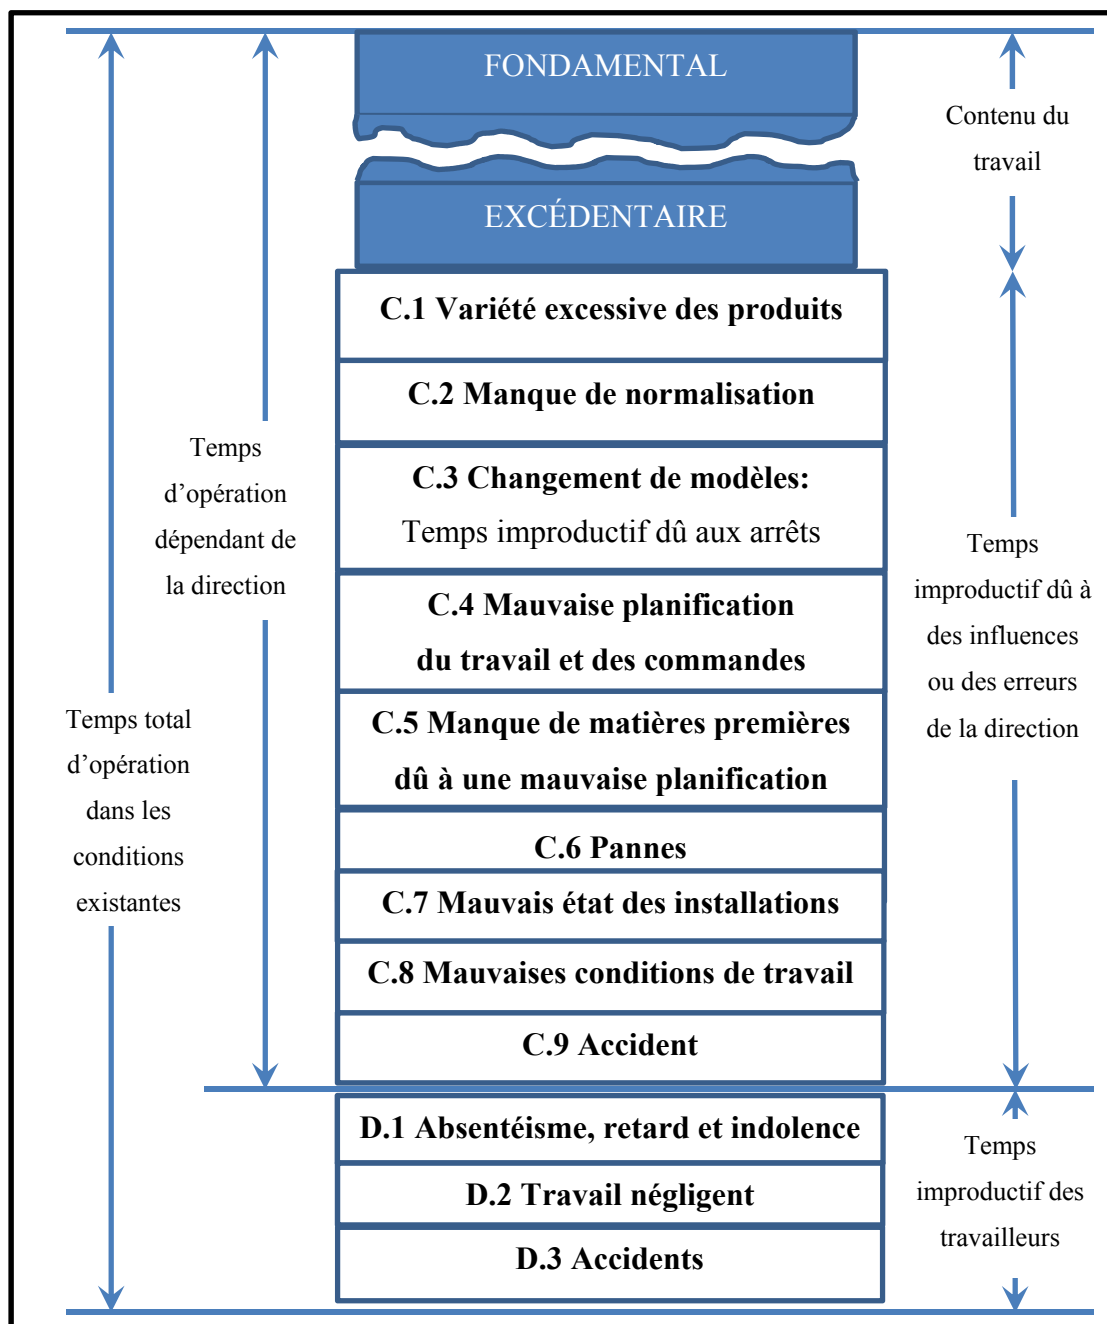 FONDAMENTAL
EXCÉDENTAIRE
C.1 Variété excessive des produits
C.2 Manque de normalisation
C.3 Changement de modèles:
Temps improductif dû aux arrêts
C.4 Mauvaise planification
du travail et des commandes
C.5 Manque de matières premières
dû à une mauvaise planification
C.6 Pannes
C.7 Mauvais état des installations
C.8 Mauvaises conditions de travail
C.9 Accident
D.1 Absentéisme, retard et indolence
D.2 Travail négligent
D.3 Accidents
Temps total
d’opération
dans les
conditions
existantes
Temps
d’opération
dépendant de
la direction
Contenu du
travail
Temps
improductif dû à
des influences
ou des erreurs
de la direction
Temps
improductif des
travailleurs